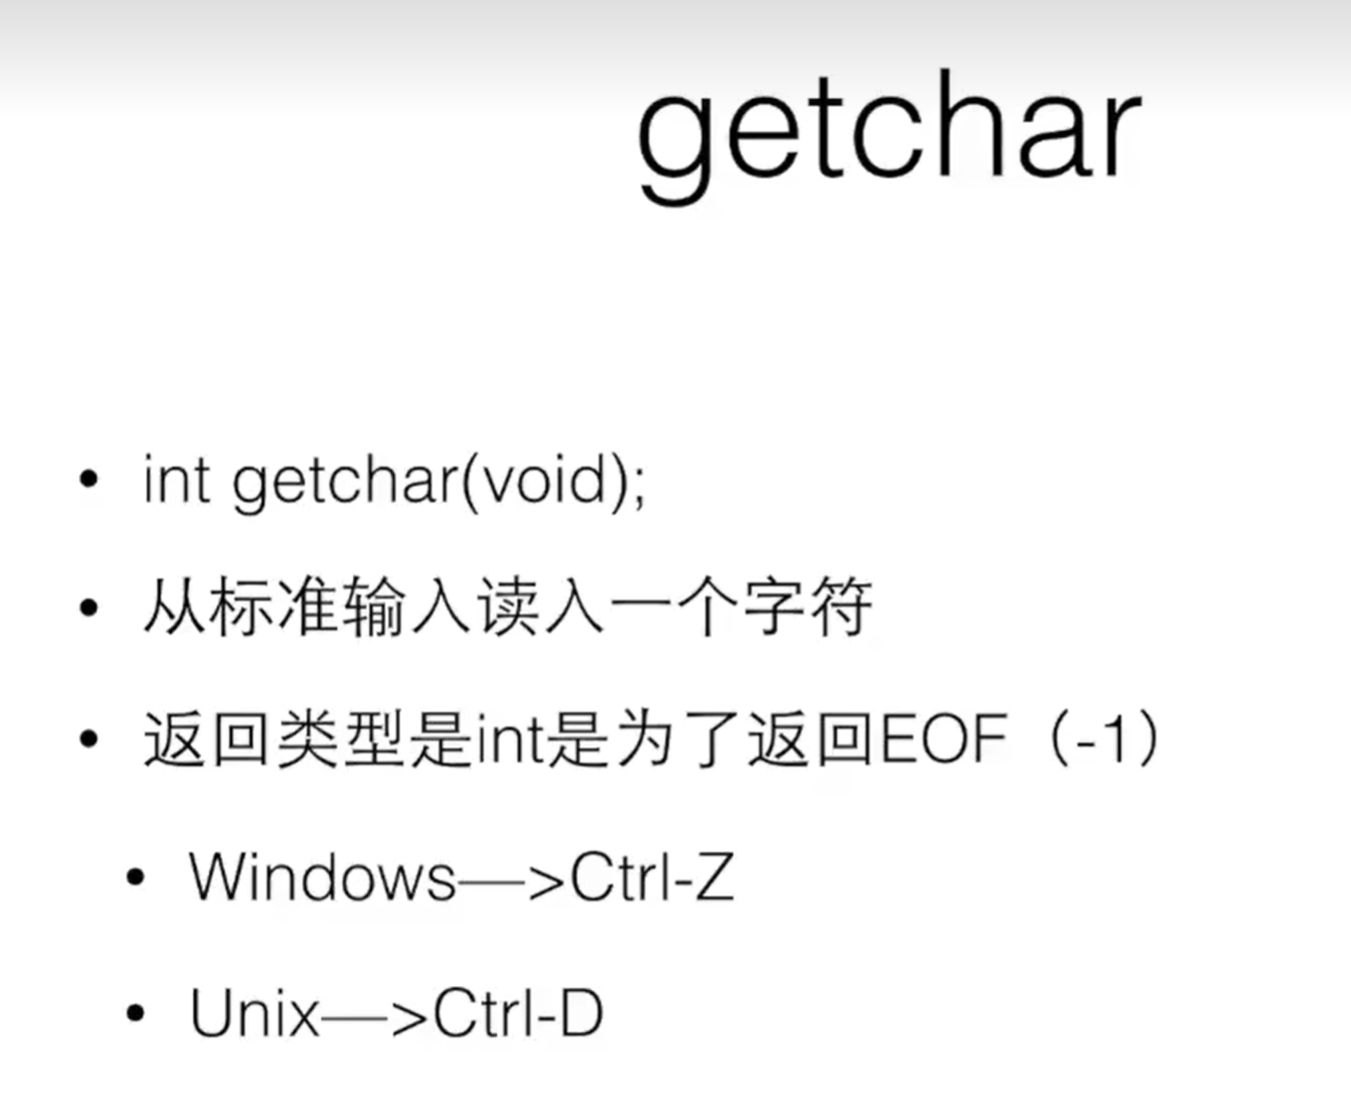 getchar
• int getchar(void);
• 从标准输入读入一个字符
• 返回类型是int是为了返回EOF（-1）
• Windows—>Ctrl-Z
• Unix—>Ctrl-D